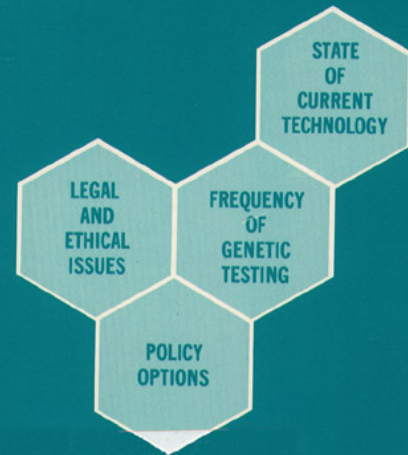 STATE
OF
CURRENT
TECHNOLOGY
LEGAL
AND
ETHICAL
ISSUES
FREQUENCY
OF
GENETIC
TESTING
POLICY
OPTIONS